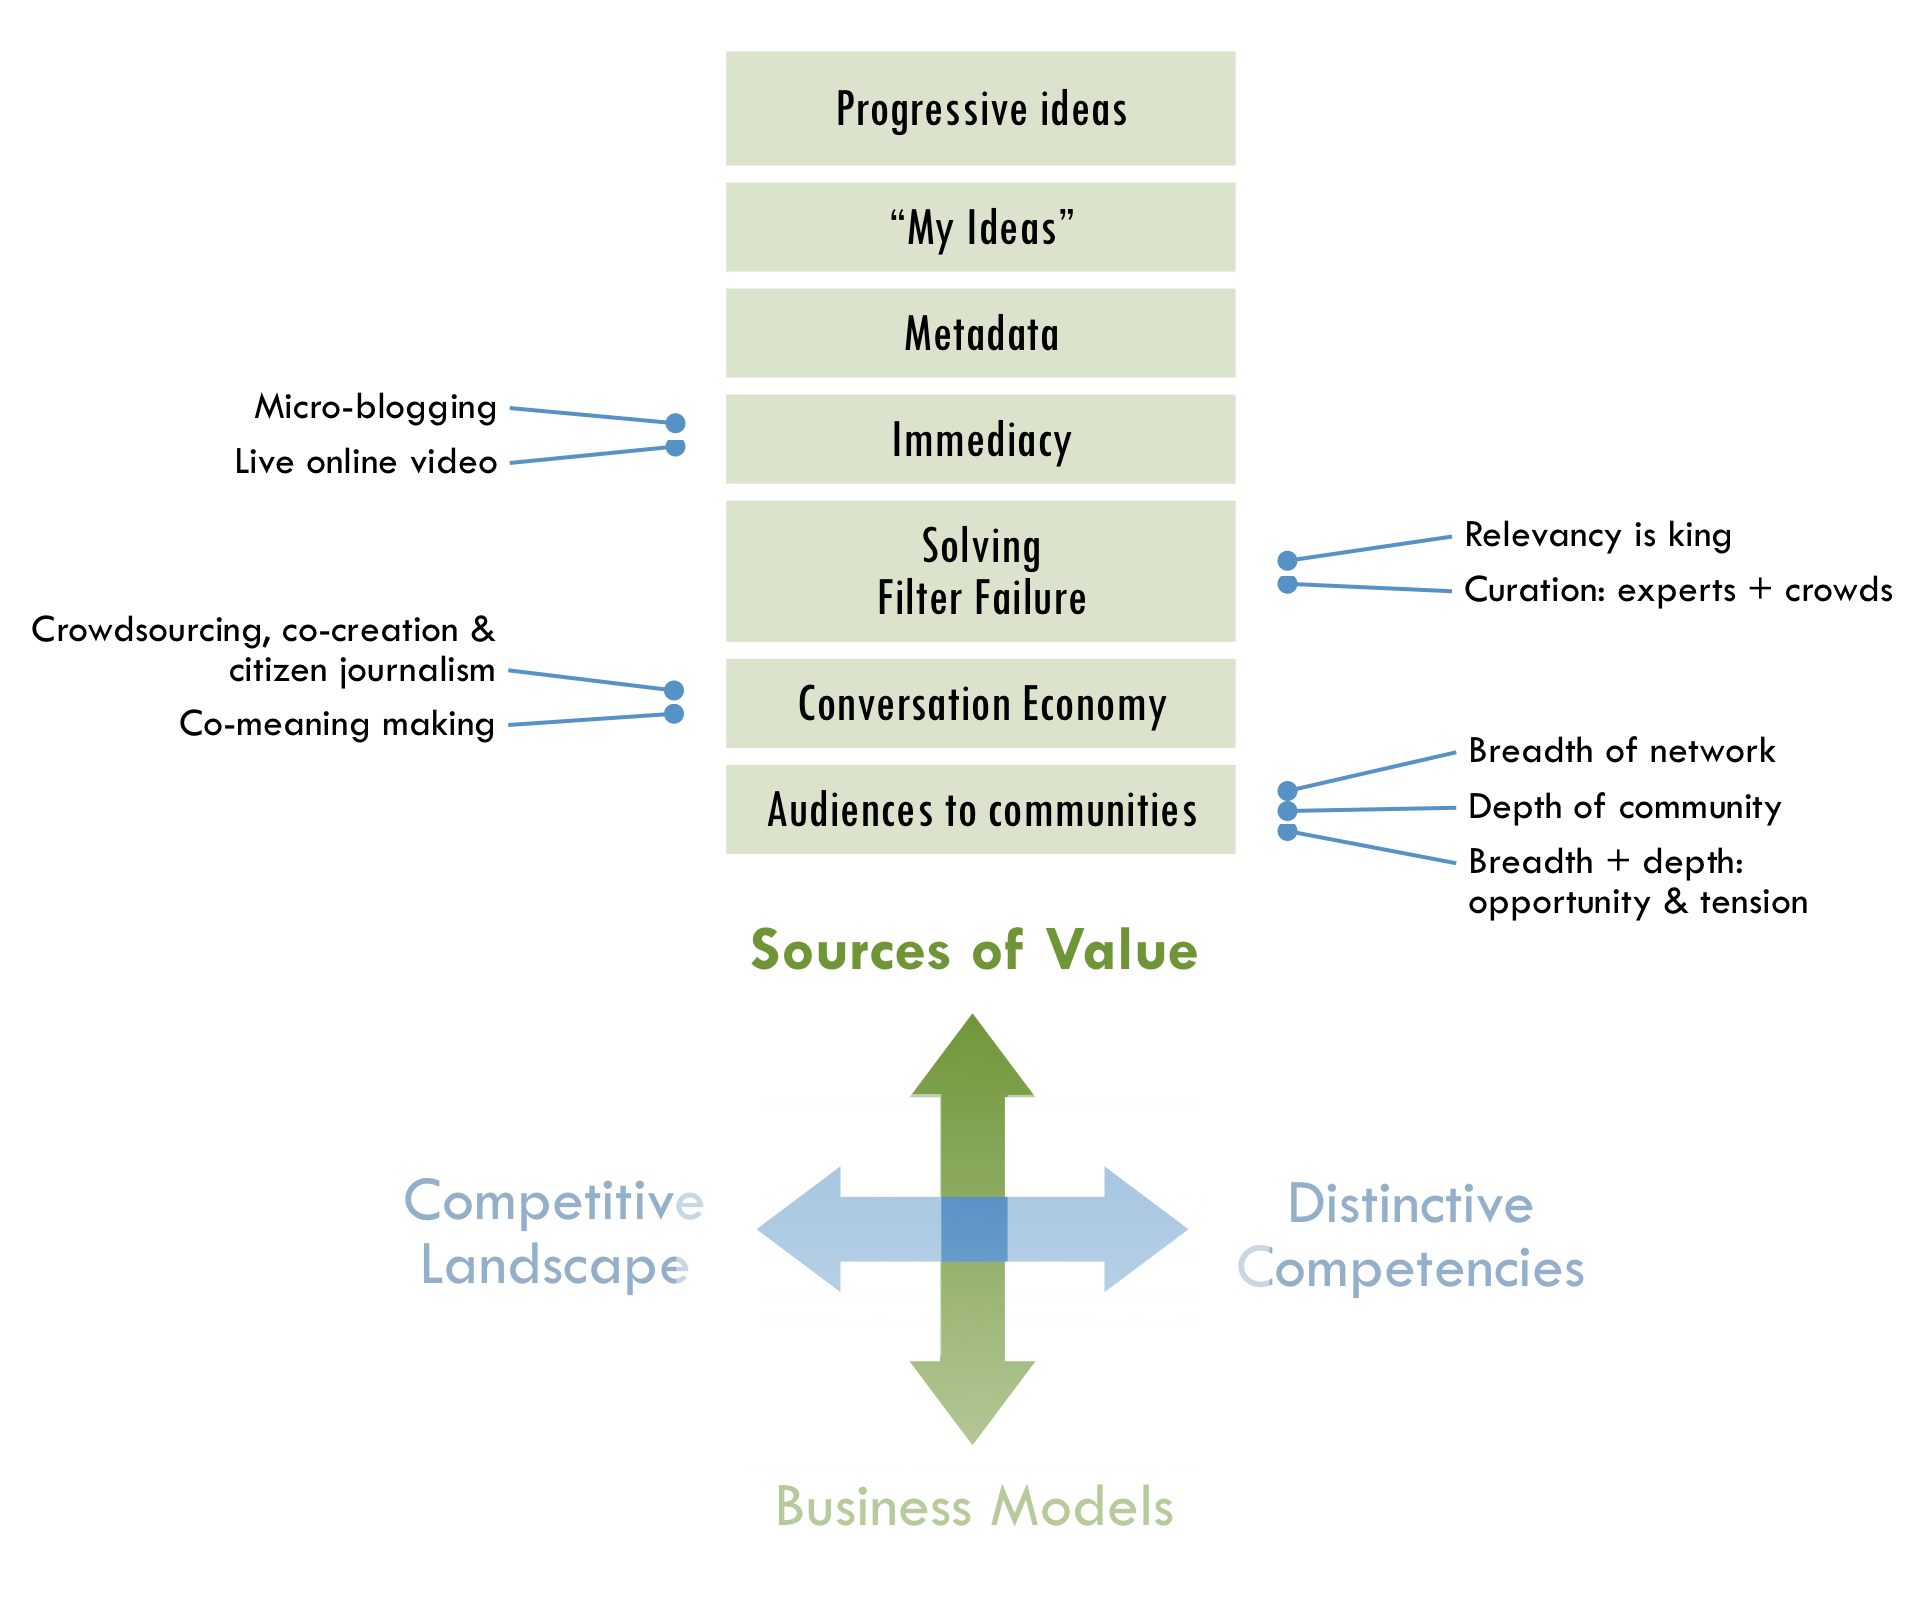 Progressive ideas
“My Ideas”
Metadata
Micro-blogging
Live online video
Immediacy
Solving
Filter Failure
Relevancy is king
Curation: experts + crowds
Crowdsourcing, co-creation &
citizen journalism
Co-meaning making
Conversation Economy
Audiences to communities
Breadth of network
Depth of community
Breadth + depth:
opportunity & tension
Sources of Value
Competitive
Landscape
Distinctive
Competencies
Business Models